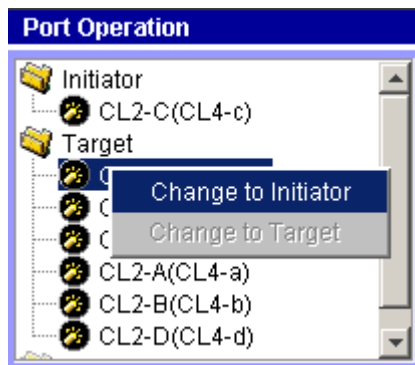 Port Operation
Initiator
CL2-C(CL4-c)
Target
Change to Initiator
Change to Target
CL2-A(CL4-a)
CL2-B(CL4-b)
CL2-D(CL4-d)